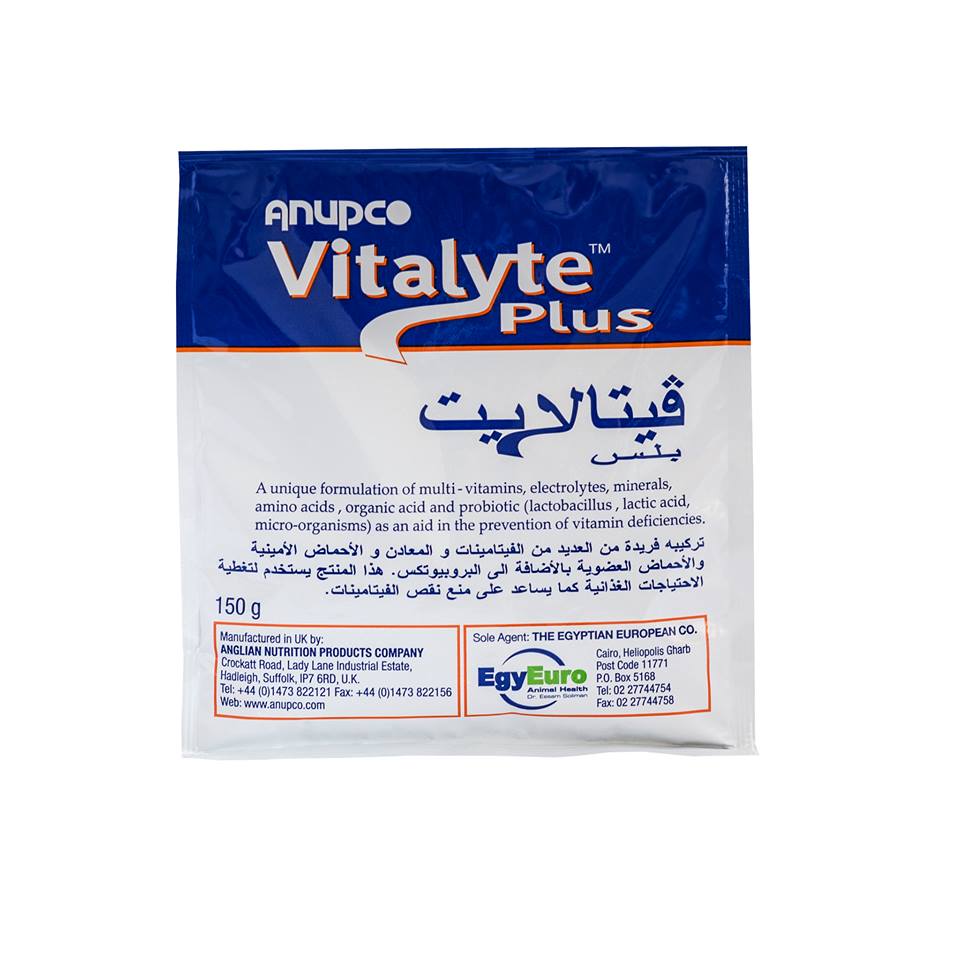 Anupco
Vitalyte™
Plus
ڤيتالاييت
بلس
A unique formulation of multi-vitamins, electrolytes, minerals,
amino acids , organic acid and probiotic (lactobacillus , lactic acid,
micro-organisms) as an aid in the prevention of vitamin deficiencies.
تركيبه فريدة من العديد من الفيتامينات و المعادن و الأحماض الأمينية
والأحماض العضوية بالأضافة الى البروبيوتكس. هذا المنتج يستخدم لتغطية
الاحتياجات الغذائية كما يساعد على منع نقص الفيتامينات.
150 g
Manufactured in UK by:
ANGLIAN NUTRITION PRODUCTS COMPANY
Crockatt Road, Lady Lane Industrial Estate,
Hadleigh, Suffolk, IP7 6RD, U.K.
Tel: +44 (0)1473 822121 Fax: +44 (0)1473 822156
Web: www.anupco.com
Sole Agent: THE EGYPTIAN EUROPEAN CO.
EgyEuro
Animal Health
Dr. Essam Soliman
Cairo, Heliopolis Gharb
Post Code 11771
P.O. Box 5168
Tel: 02 27744754
Fax: 02 27744758